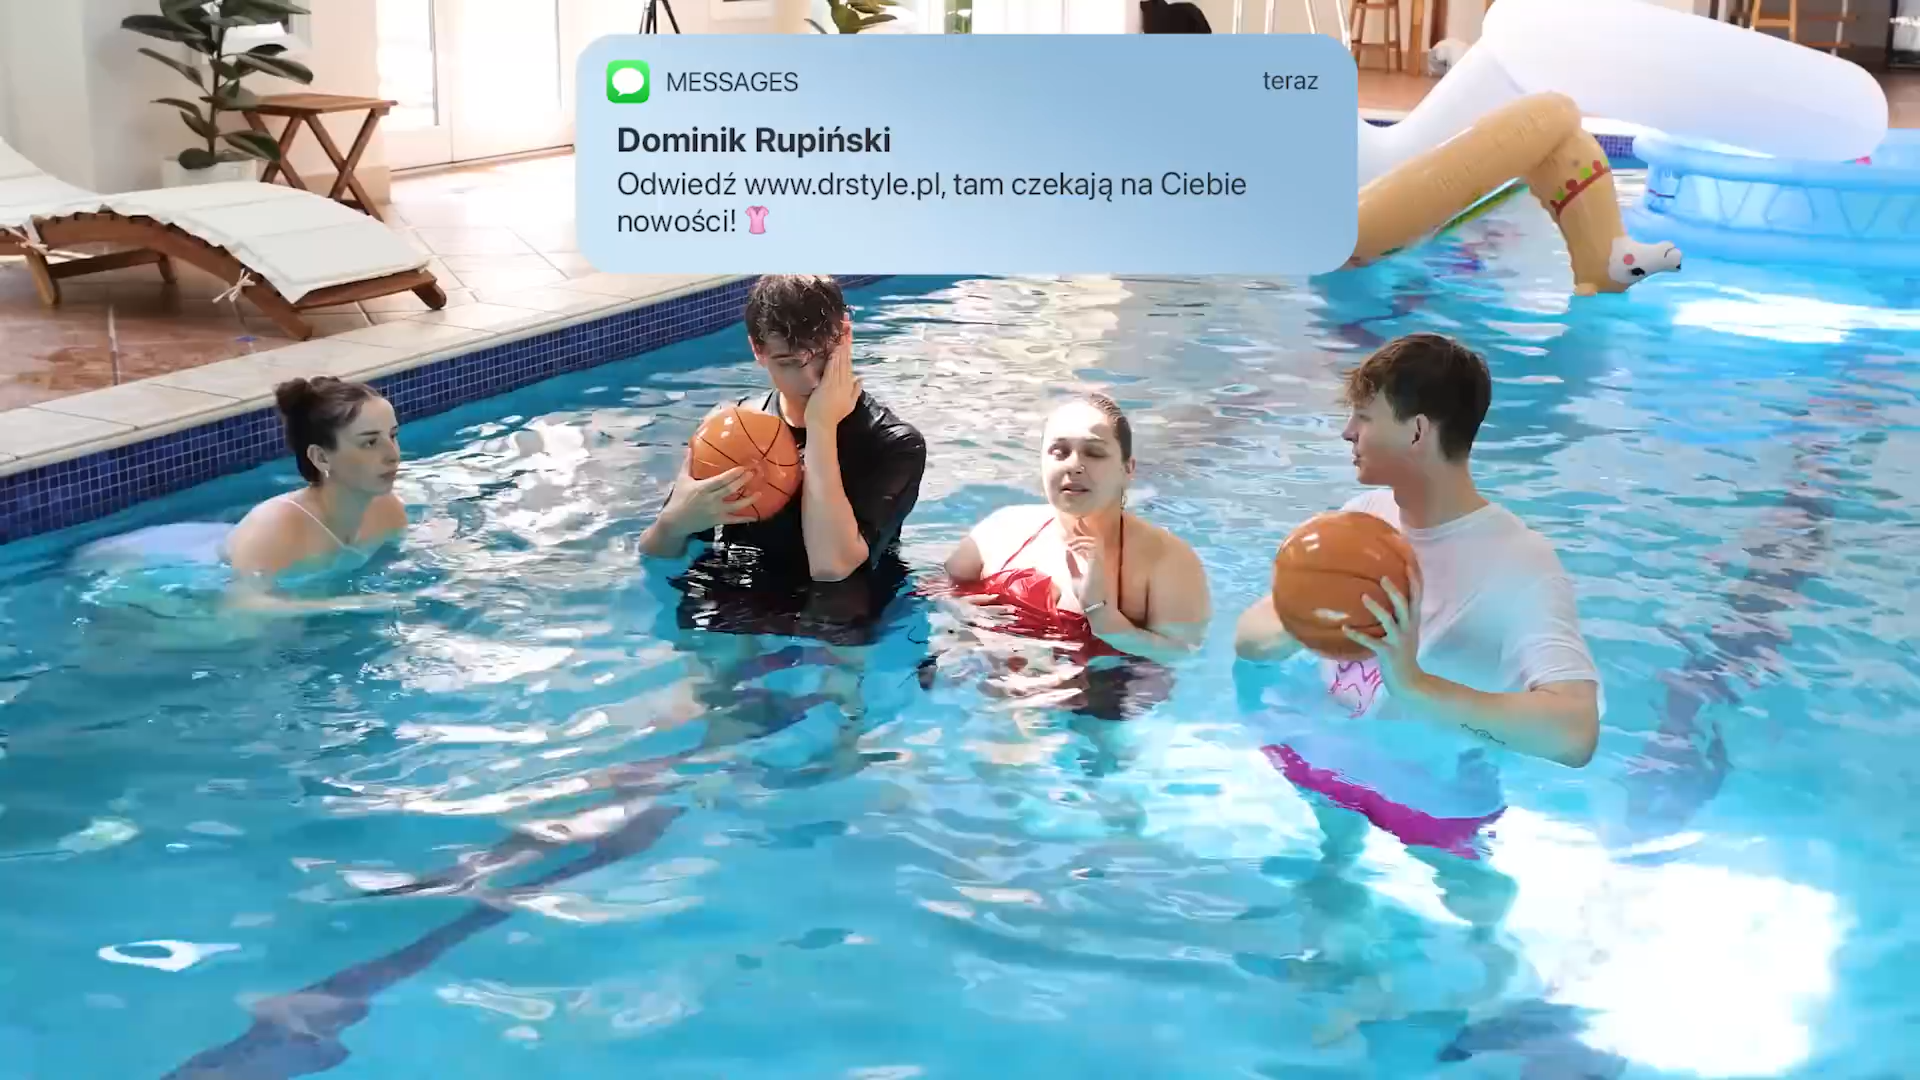 MESSAGES
teraz
Dominik Rupiński
Odwiedź www.drstyle.pl, tam czekają na Ciebie
nowości!